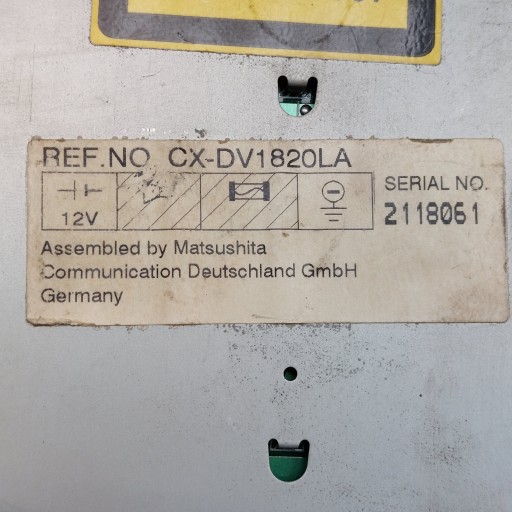 REF.NO. CX-DV1820LA
12V
SERIAL NO.
2118061
Assembled by Matsushita
Communication Deutschland GmbH
Germany